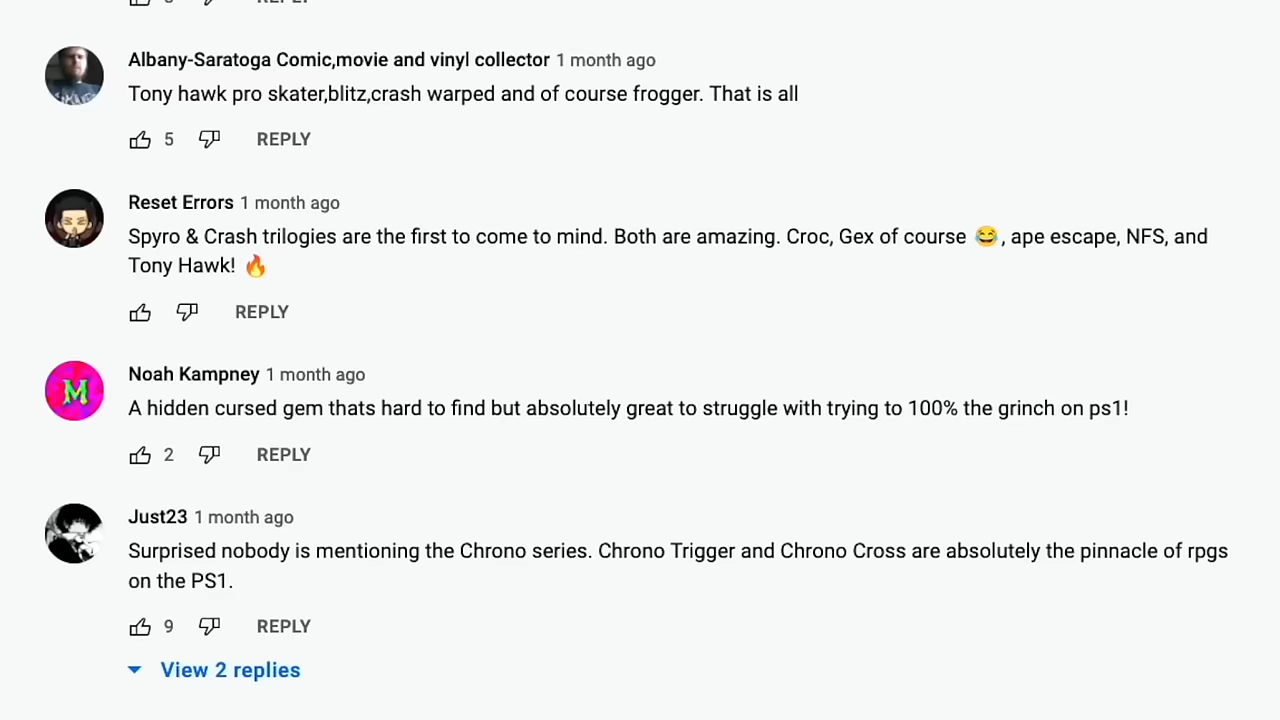 Albany-Saratoga Comic,movie and vinyl collector 1 month ago
Tony hawk pro skater,blitz,crash warped and of course frogger. That is all
5 REPLY
Reset Errors 1 month ago
Spyro & Crash trilogies are the first to come to mind. Both are amazing. Croc, Gex of course 😂, ape escape, NFS, and
Tony Hawk! 🔥
REPLY
Noah Kampney 1 month ago
A hidden cursed gem thats hard to find but absolutely great to struggle with trying to 100% the grinch on ps1!
2 REPLY
Just23 1 month ago
Surprised nobody is mentioning the Chrono series. Chrono Trigger and Chrono Cross are absolutely the pinnacle of rpgs
on the PS1.
9 REPLY
View 2 replies